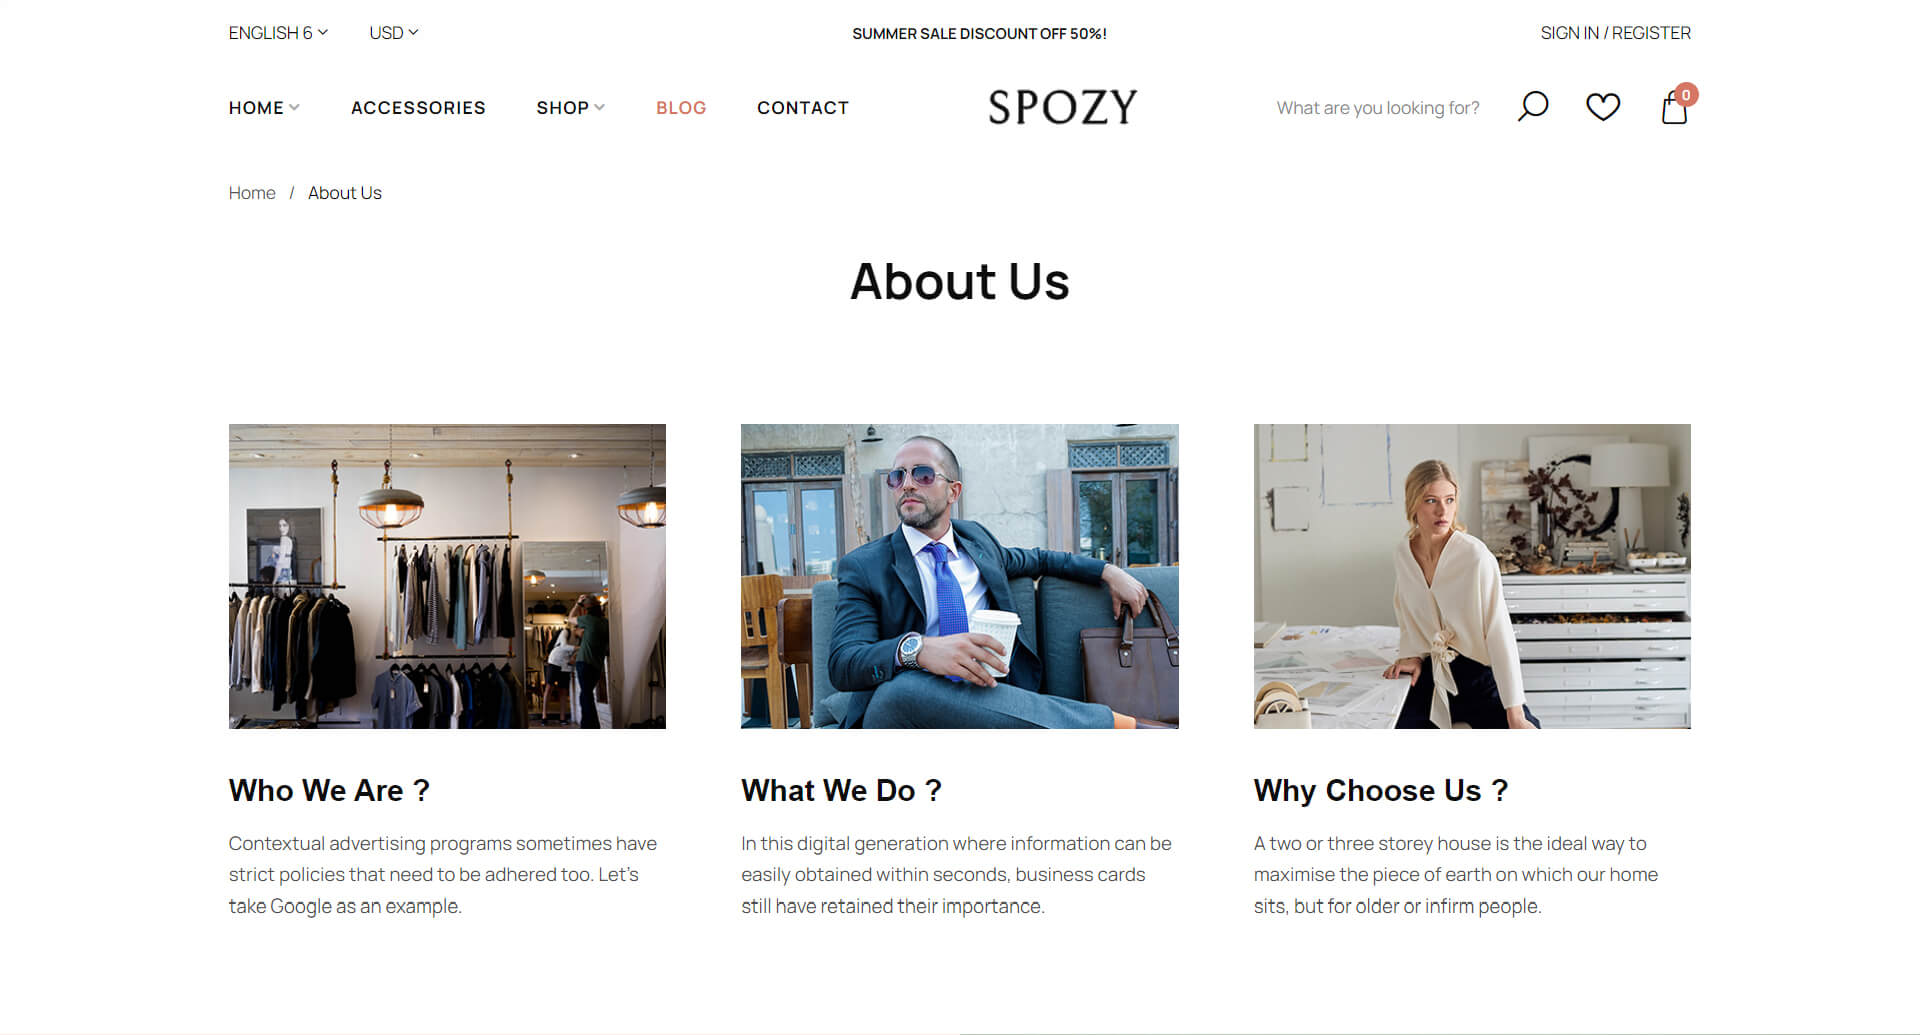 ENGLISH 6
USD
SUMMER SALE DISCOUNT OFF 50%!
SIGN IN / REGISTER
HOME
ACCESSORIES
SHOP
BLOG
CONTACT
SPOZY
What are you looking for?
0
Home / About Us
About Us
Who We Are ?
Contextual advertising programs sometimes have
strict policies that need to be adhered too. Let’s
take Google as an example.
What We Do ?
In this digital generation where information can be
easily obtained within seconds, business cards
still have retained their importance.
Why Choose Us ?
A two or three storey house is the ideal way to
maximise the piece of earth on which our home
sits, but for older or infirm people.